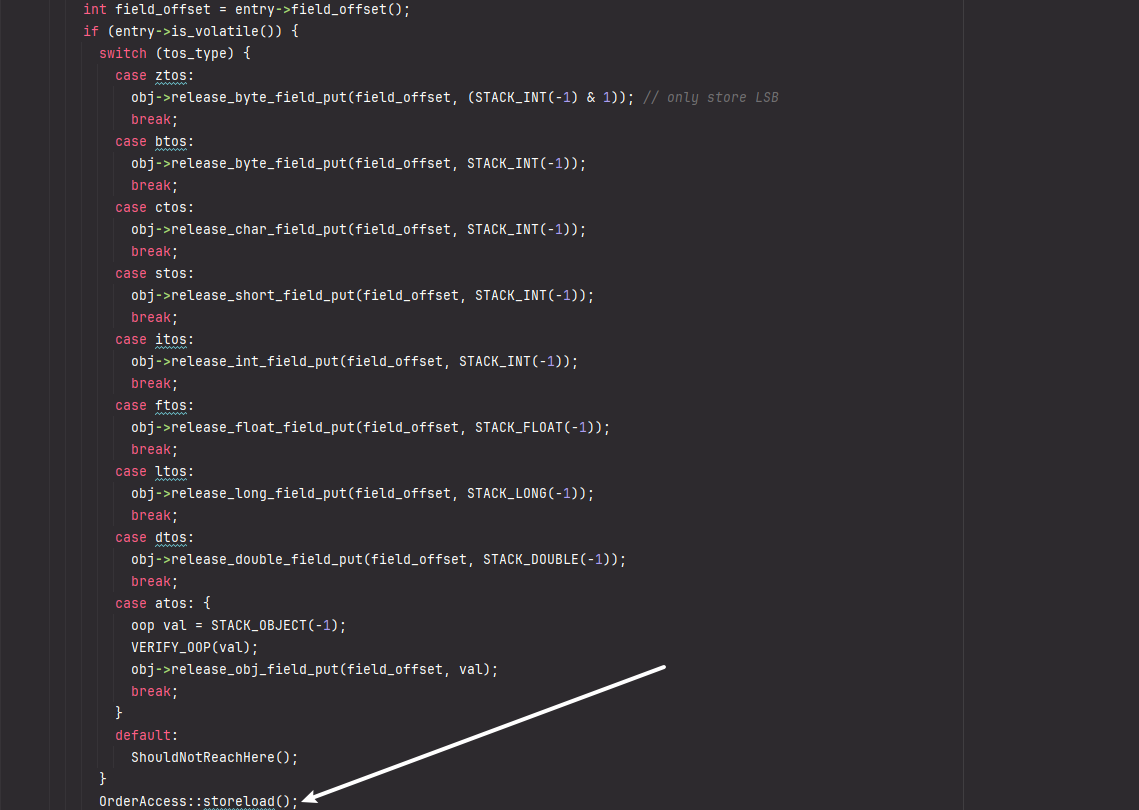 int field_offset = entry->field_offset();
if (entry->is_volatile()) {
switch (tos_type) {
case ztos:
obj->release_byte_field_put(field_offset, (STACK_INT(-1) & 1)); // only store LSB
break;
case btos:
obj->release_byte_field_put(field_offset, STACK_INT(-1));
break;
case ctos:
obj->release_char_field_put(field_offset, STACK_INT(-1));
break;
case stos:
obj->release_short_field_put(field_offset, STACK_INT(-1));
break;
case itos:
obj->release_int_field_put(field_offset, STACK_INT(-1));
break;
case ftos:
obj->release_float_field_put(field_offset, STACK_FLOAT(-1));
break;
case ltos:
obj->release_long_field_put(field_offset, STACK_LONG(-1));
break;
case dtos:
obj->release_double_field_put(field_offset, STACK_DOUBLE(-1));
break;
case atos: {
oop val = STACK_OBJECT(-1);
VERIFY_OOP(val);
obj->release_obj_field_put(field_offset, val);
break;
}
default:
ShouldNotReachHere();
}
OrderAccess::storeload();